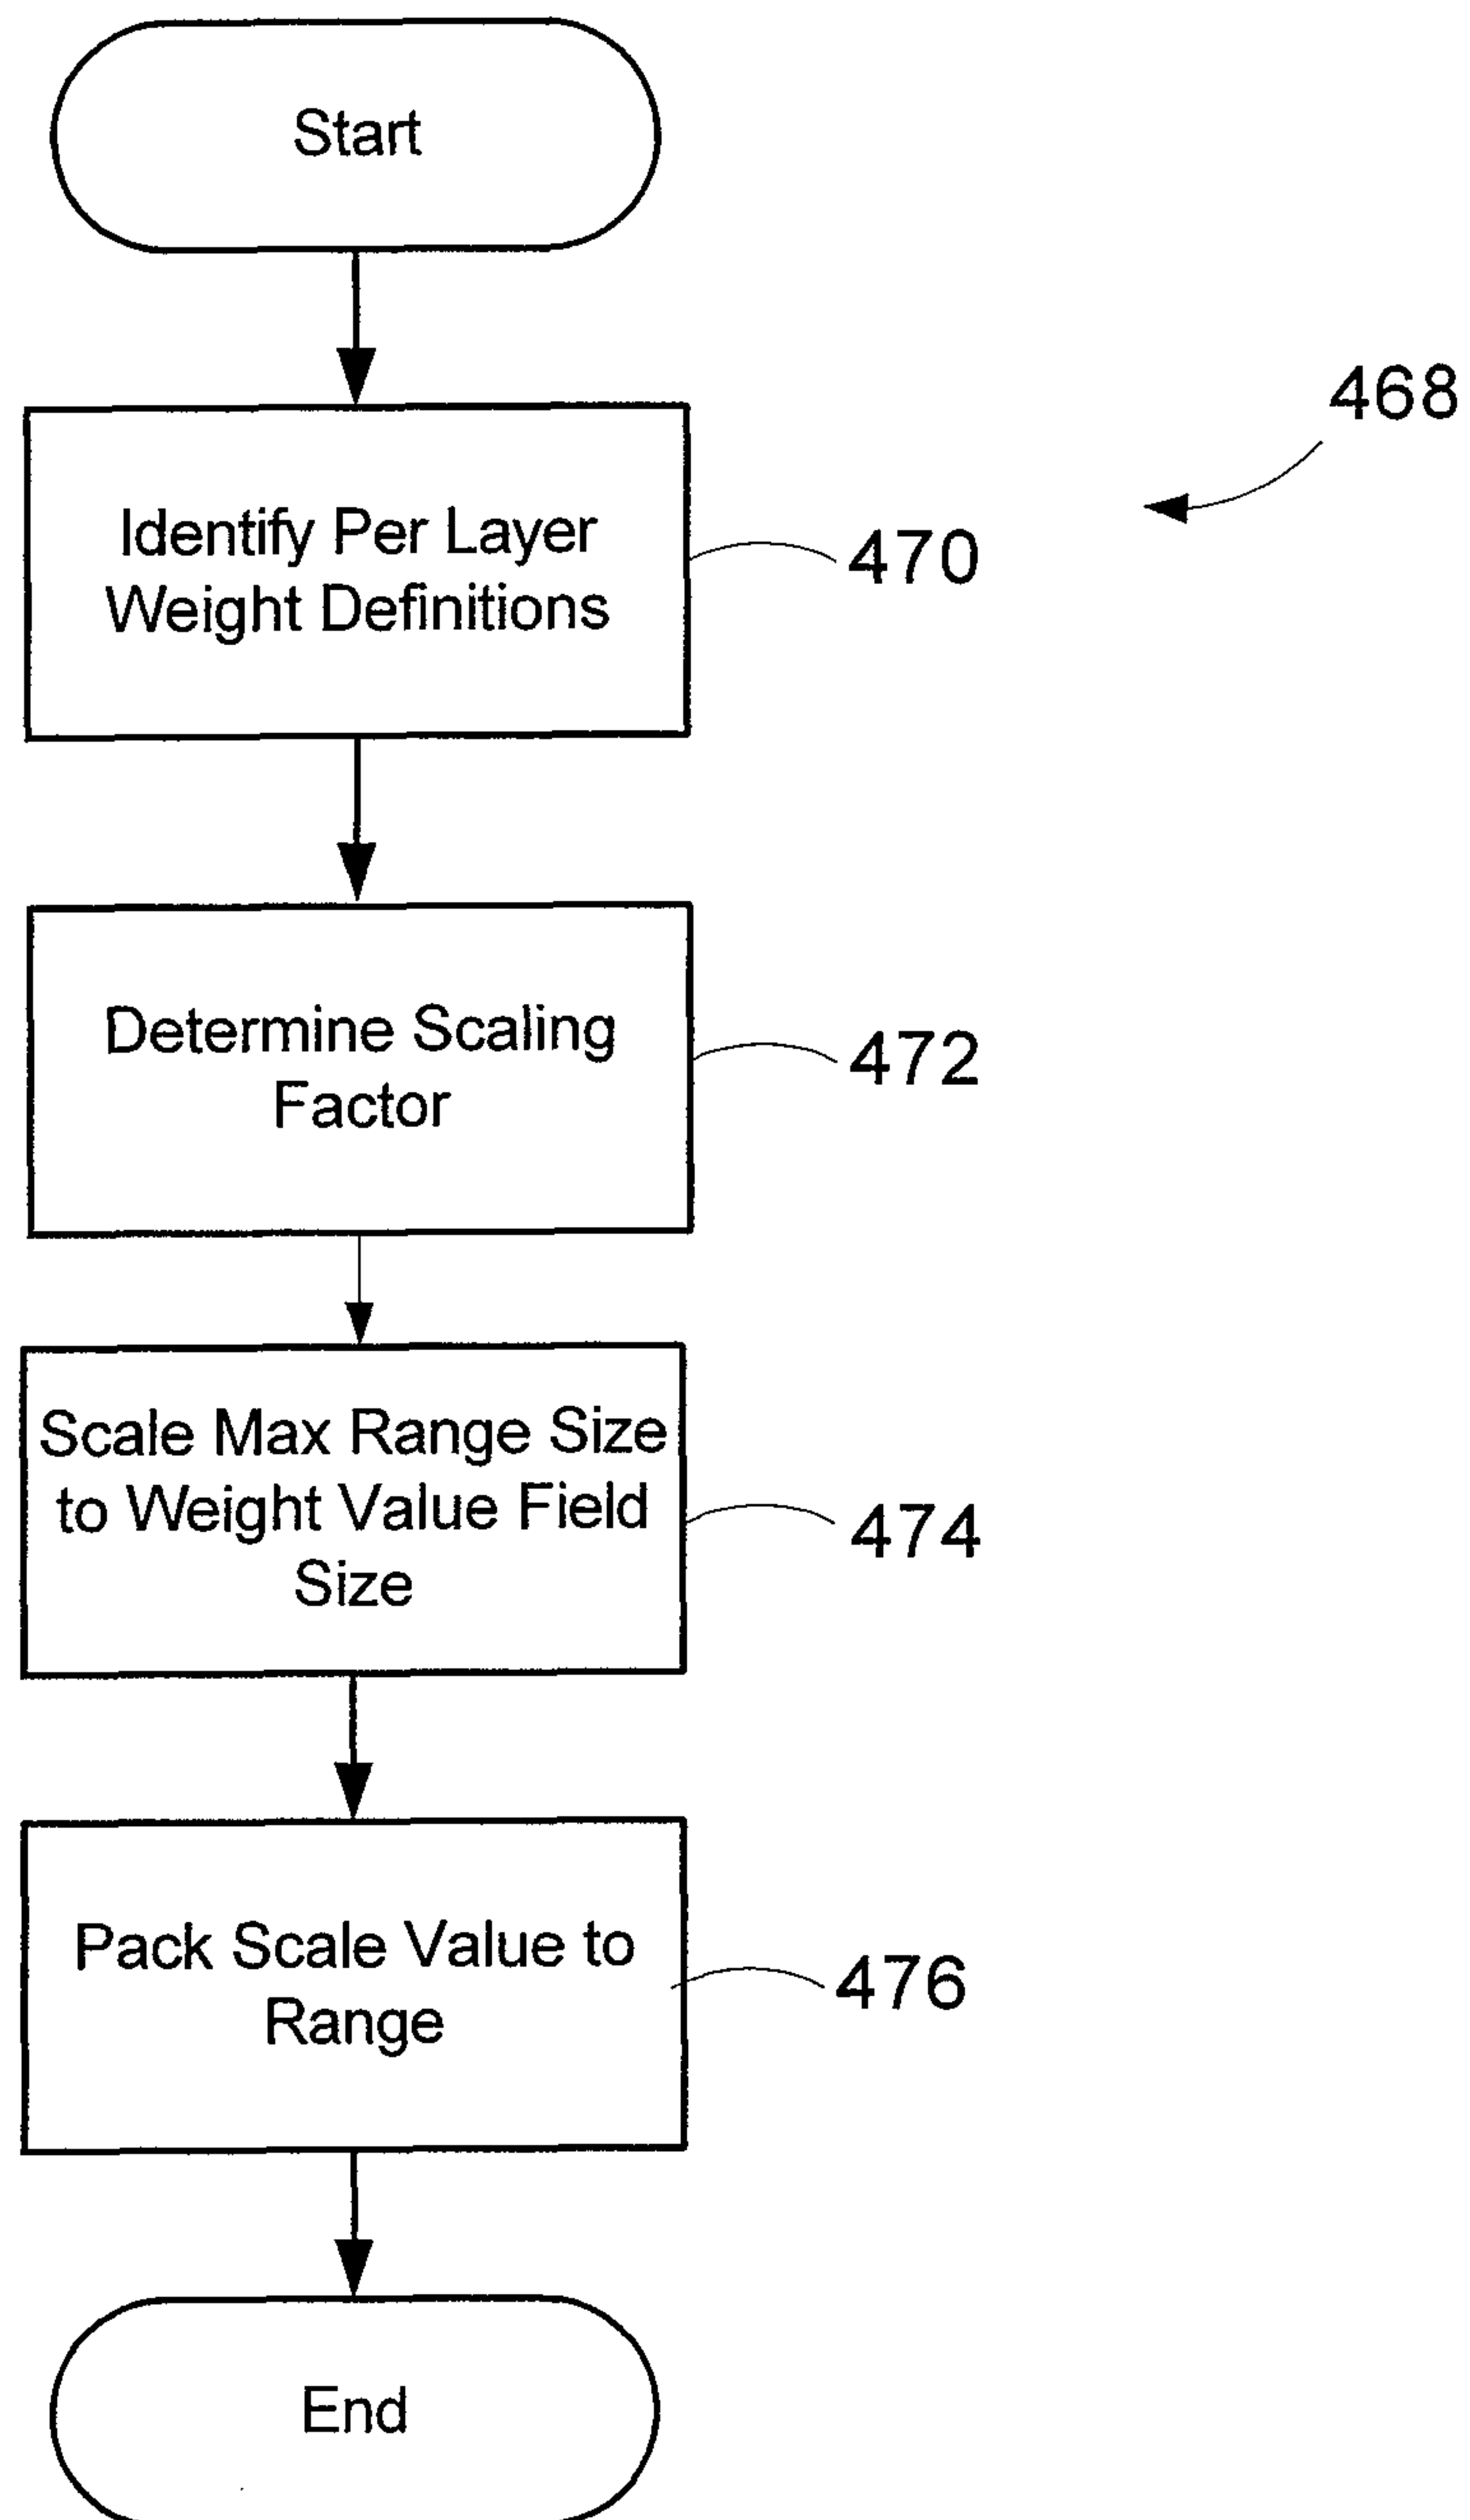 Start
468
Identify Per Layer
Weight Definitions
470
Determine Scaling
Factor
472
Scale Max Range Size
to Weight Value Field
Size
474
Pack Scale Value to
Range
476
End